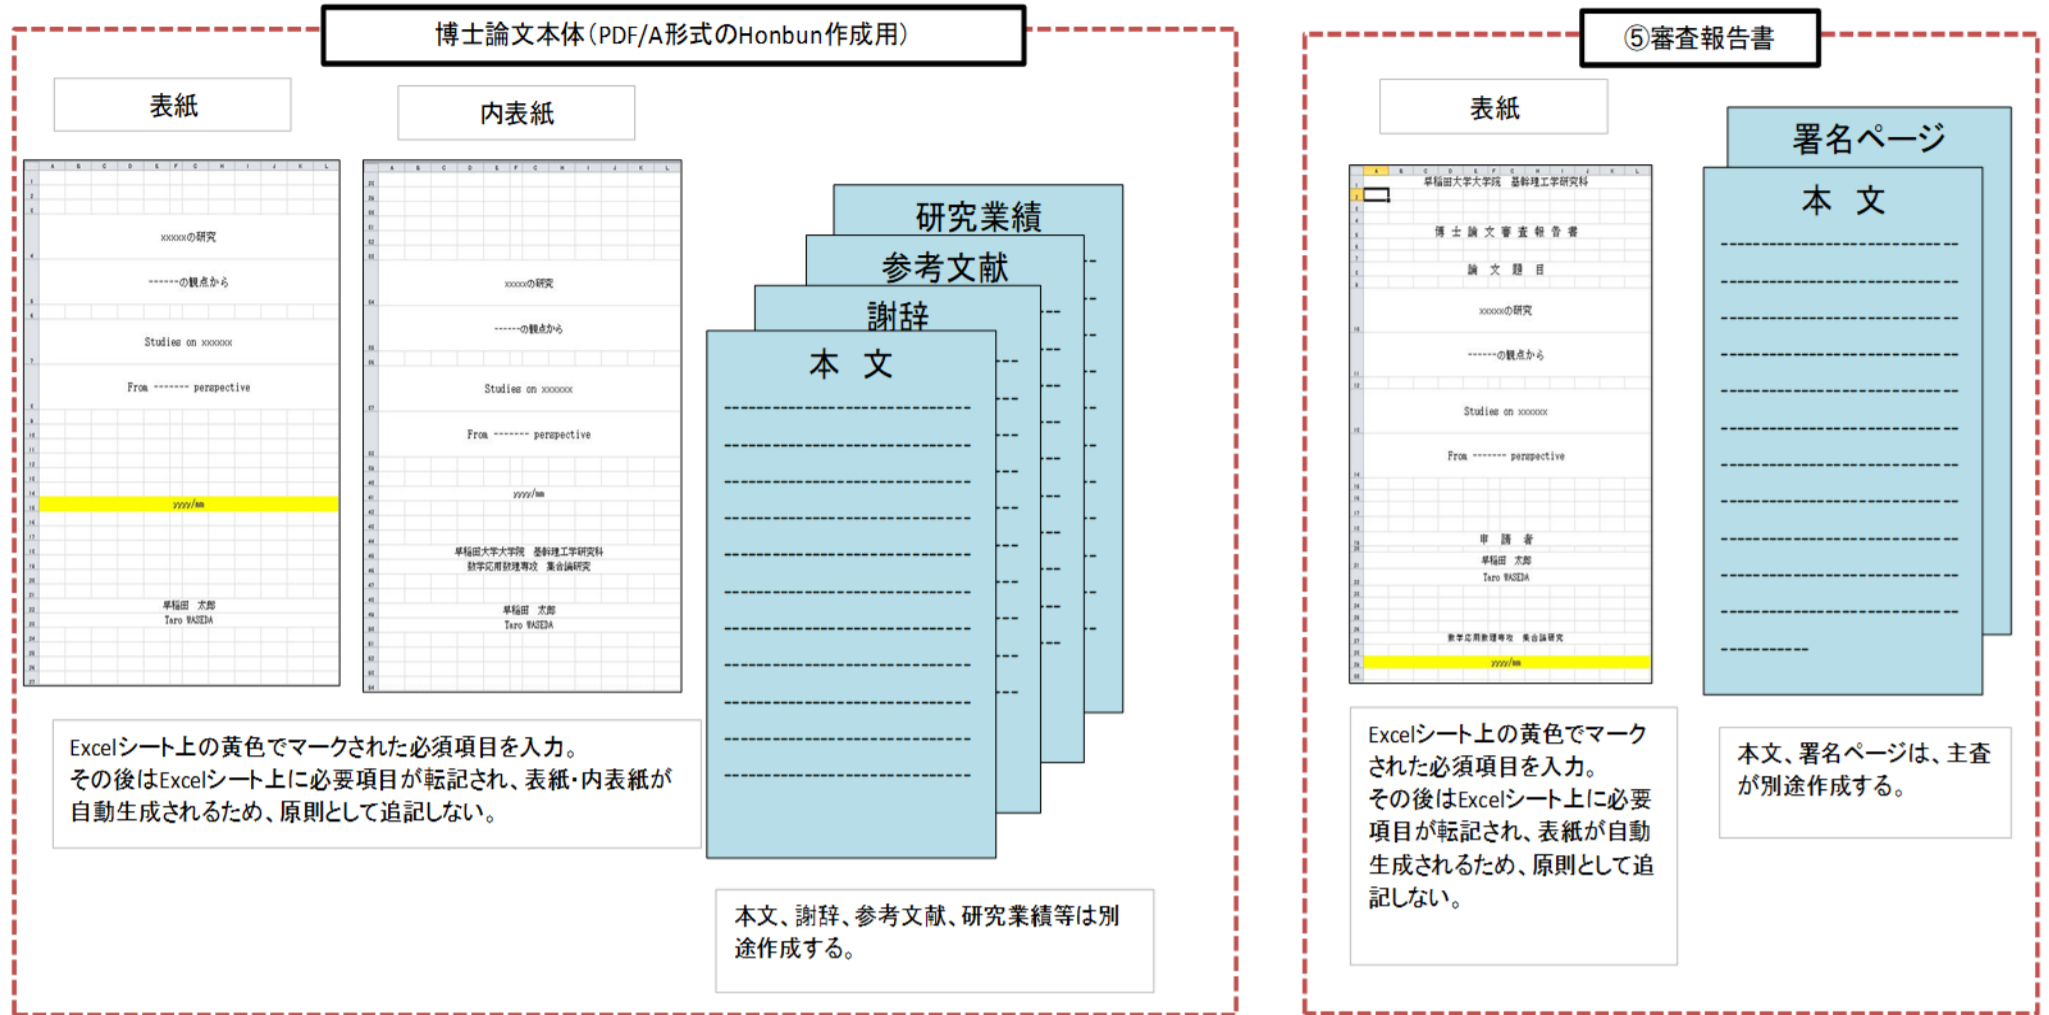 博士論文本体（PDF/A形式のHonbun作成用）
表紙
xxxxxの研究
------の観点から
Studies on xxxxxx
From ------- perspective
yyyy/mm
早稲田　太郎
Taro WASEDA
内表紙
xxxxxの研究
------の観点から
Studies on xxxxxx
From ------- perspective
yyyy/mm
早稲田大学大学院　基幹理工学研究科
数学応用数理専攻　集合論研究
早稲田　太郎
Taro WASEDA
研究業績
参考文献
謝辞
本　文
Excelシート上の黄色でマークされた必須項目を入力。
その後はExcelシート上に必要項目が転記され、表紙・内表紙が
自動生成されるため、原則として追記しない。
本文、謝辞、参考文献、研究業績等は別
途作成する。
⑤審査報告書
表紙
早稲田大学大学院　基幹理工学研究科
博士論文審査報告書
論　文　題　目
xxxxxの研究
------の観点から
Studies on xxxxxx
From ------- perspective
申　請　者
早稲田　太郎
Taro WASEDA
数学応用数理専攻　集合論研究
yyyy/mm
署名ページ
本　文
Excelシート上の黄色でマーク
された必須項目を入力。
その後はExcelシート上に必要
項目が転記され、表紙が自動
生成されるため、原則として追
記しない。
本文、署名ページは、主査
が別途作成する。